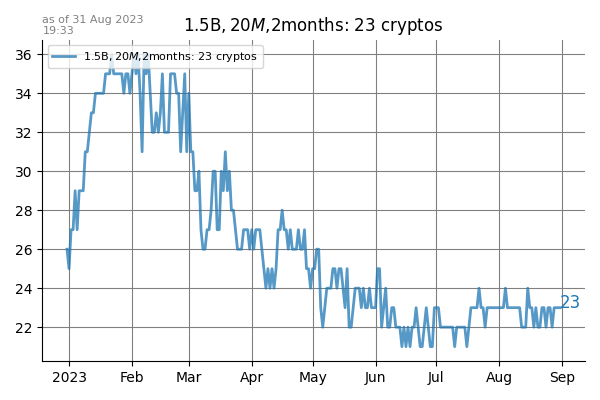 as of 31 Aug 2023
19:33
1.5B, 20M,2months: 23 cryptos
1.5B, 20M,2months: 23 cryptos
36
34
32
30
28
26
24
22
23
2023 Feb Mar Apr May Jun Jul Aug Sep